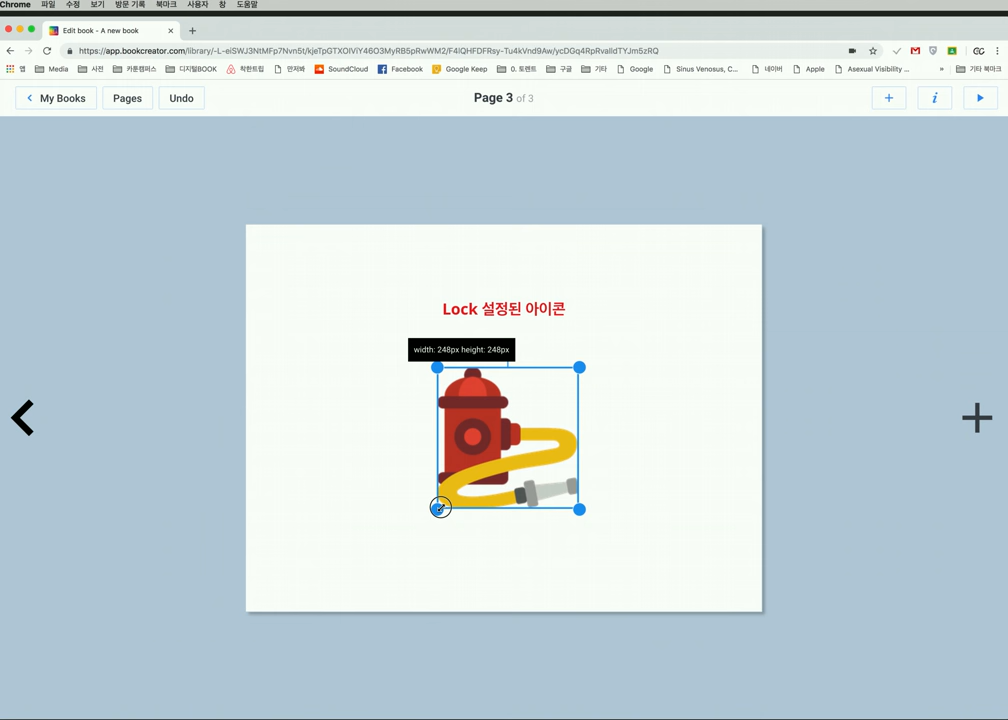 Chrome 파일 수정 보기 방문 기록 북마크 사용자 창 도움말
Edit book - A new book
https://app.bookcreator.com/library/-L-eiSWJ3NtMFp7Nvn5t/kjeTpGTXOIViY46O3MyRB5pRwWM2/F4IQHFDFRsy-Tu4kVnd9Aw/ycDGq4RpRvalldTYJm5zRQ
앱 Media 사전 카툰캠퍼스 디지털BOOK 착한트립 만저봐 SoundCloud Facebook Google Keep 0. 토렌트 구글 기타 Google Sinus Venosus, C... 네이버 Apple Asexual Visibility ... » 기타 북마크
My Books Pages Undo Page 3 of 3
Lock 설정된 아이콘
width: 248px height: 248px